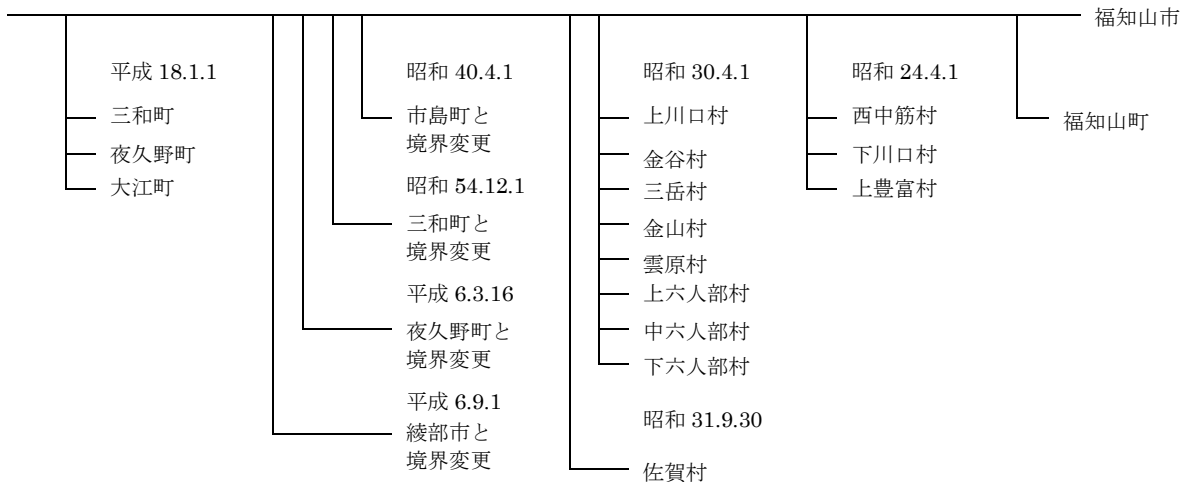 福知山市
平成 18.1.1
三和町
夜久野町
大江町
昭和 40.4.1
市島町と
境界変更
昭和 54.12.1
三和町と
境界変更
平成 6.3.16
夜久野町と
境界変更
平成 6.9.1
綾部市と
境界変更
昭和 30.4.1
上川口村
金谷村
三岳村
金山村
雲原村
上六人部村
中六人部村
下六人部村
昭和 31.9.30
佐賀村
昭和 24.4.1
西中筋村
下川口村
上豊富村
福知山町